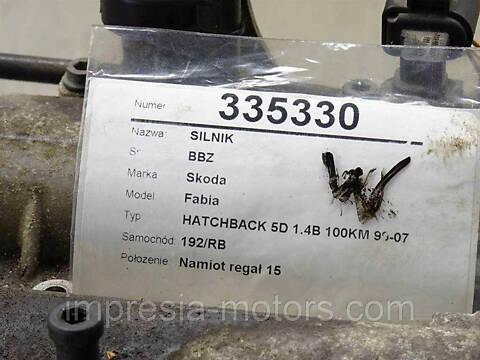 Numer 335330
Nazwa: SILNIK
BBZ
Marka Skoda
Model Fabia
Typ HATCHBACK 5D 1.4B 100KM 99-07
Samochód: 192/RB
Położenie: Namiot regał 15
impresia-motors.com